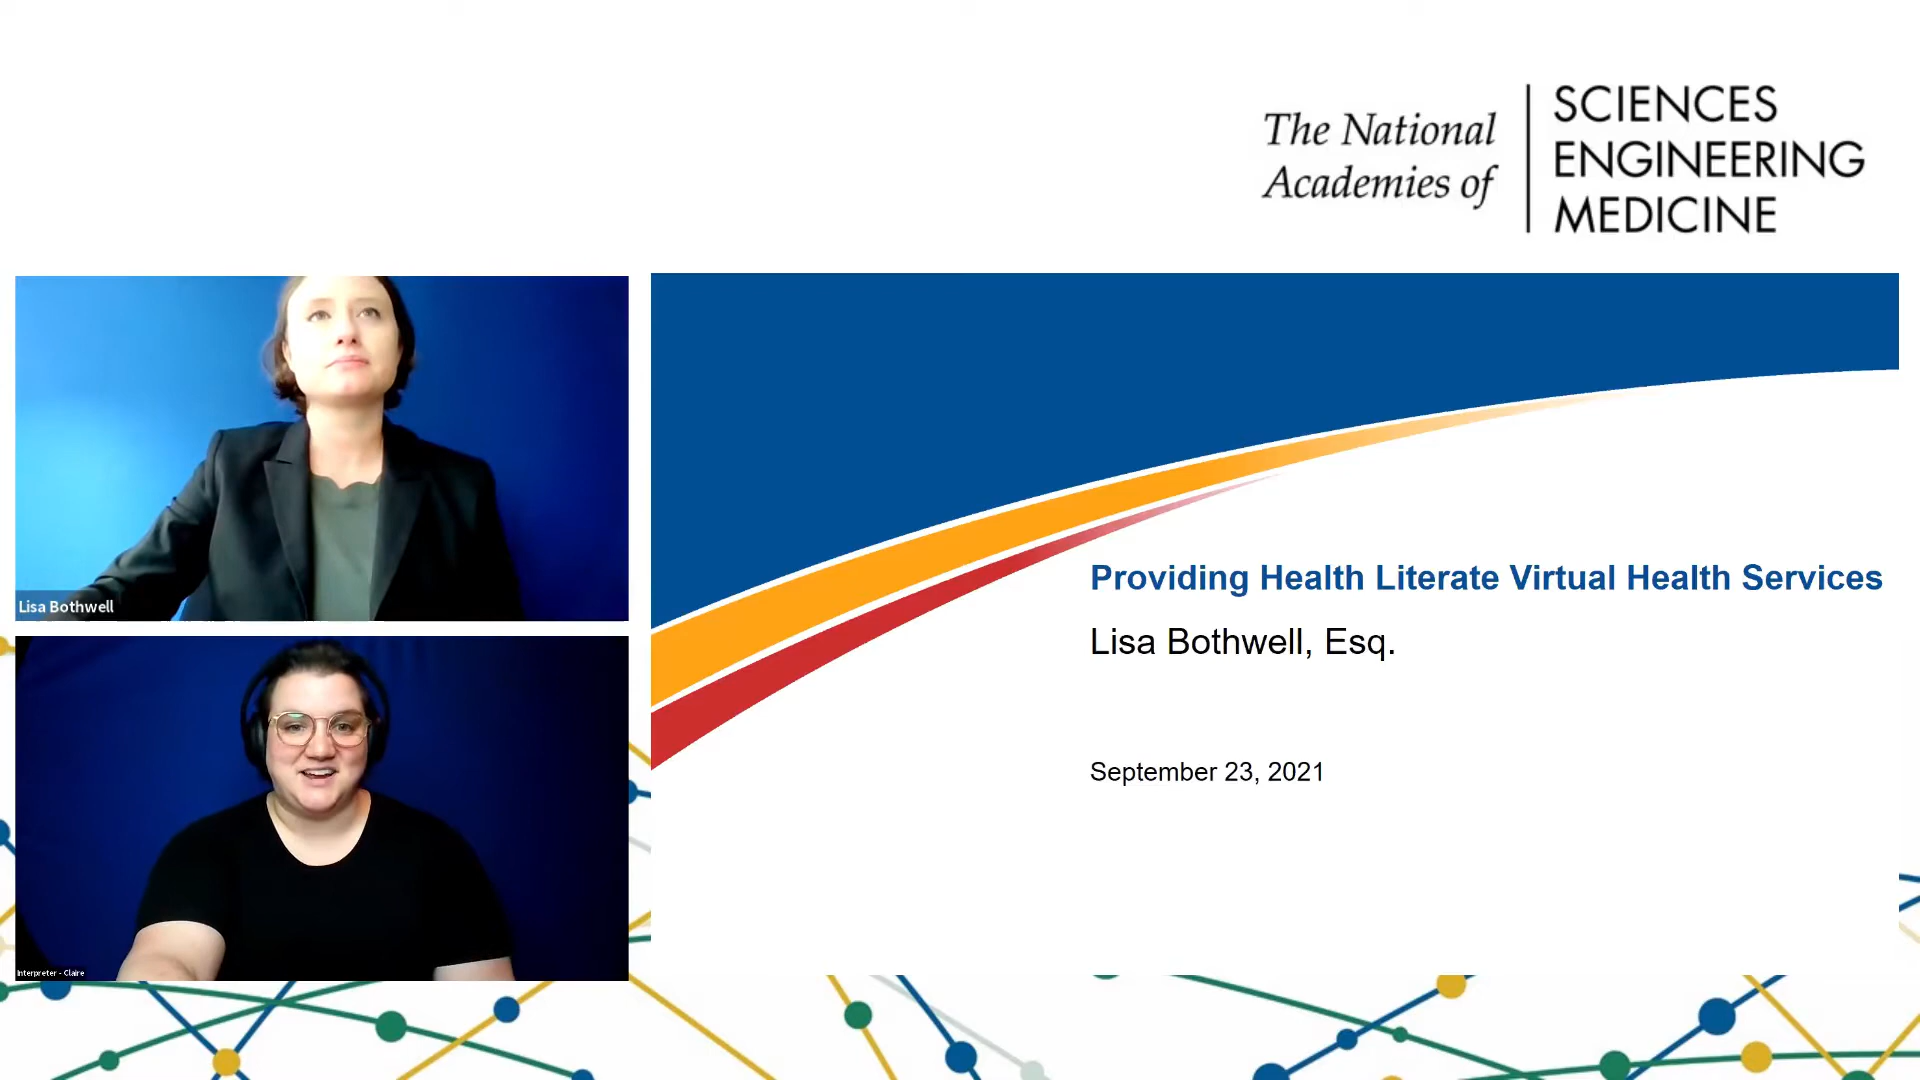 The National
Academies of
SCIENCES
ENGINEERING
MEDICINE
Lisa Bothwell
Interpreter - Claire
Providing Health Literate Virtual Health Services
Lisa Bothwell, Esq.
September 23, 2021